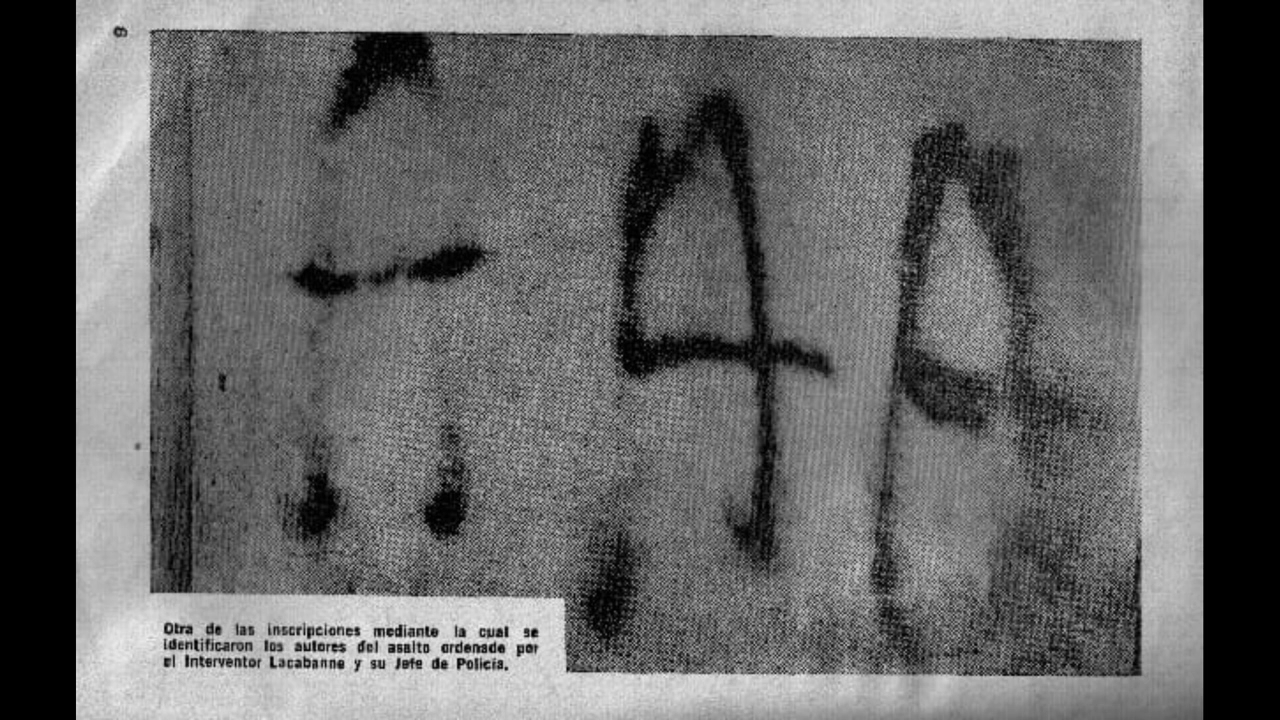 8
A A A
Otra de las inscripciones mediante la cual se
identificaron los autores del asalto ordenado por
el Interventor Lacabanne y su Jefe de Policía.